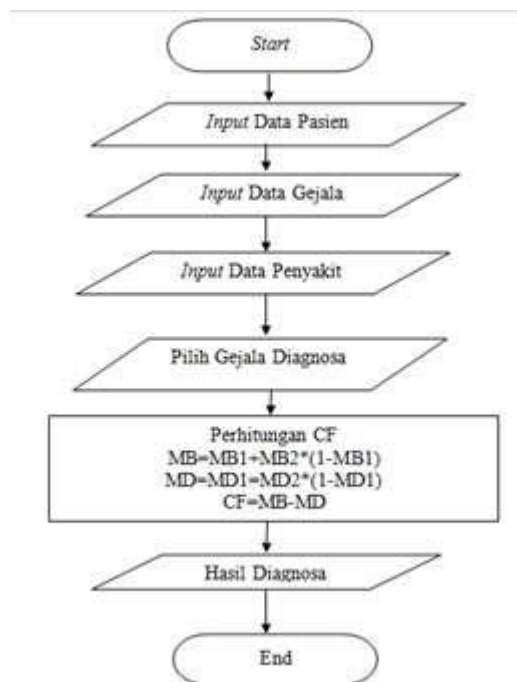 Start
Input Data Pasien
Input Data Gejala
Input Data Penyakit
Pilih Gejala Diagnosa
Perhitungan CF
MB=MB1+MB2*(1-MB1)
MD=MD1=MD2*(1-MD1)
CF=MB-MD
Hasil Diagnosa
End